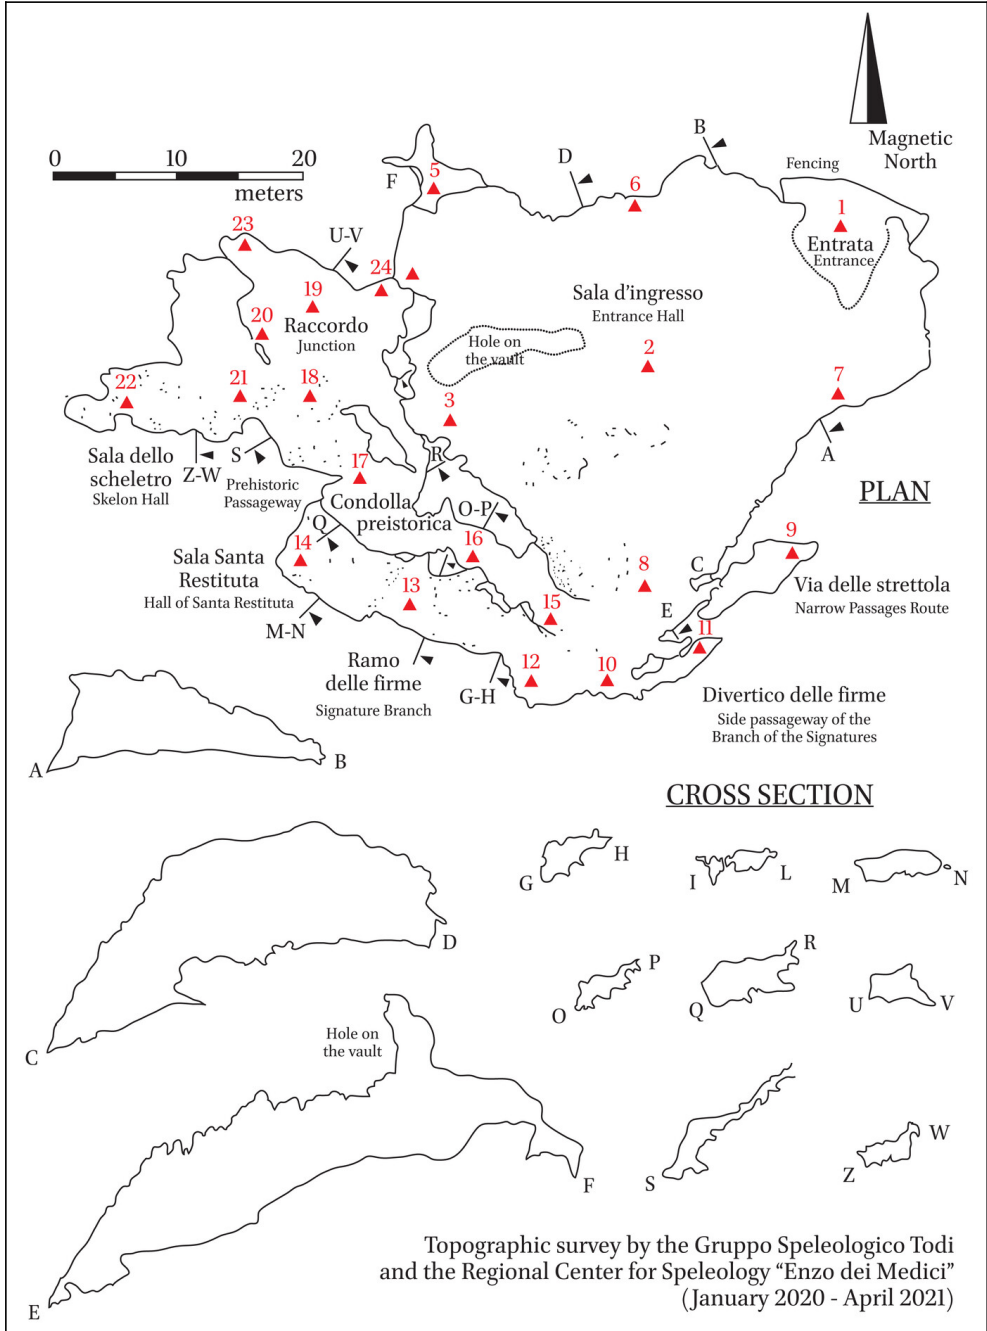 Magnetic
North
0 10 20
meters
B
D
Fencing
F
5
6
1
Entrata
Entrance
23
U-V
24
19
Raccordo
Junction
20
Sala d'ingresso
Entrance Hall
Hole on
the vault
2
22
21
18
3
7
A
Sala dello
scheletro
Skelon Hall
Z-W
S
Prehistoric
Passageway
17
R
PLAN
Condolla
preistorica
O-P
Q
16
14
Sala Santa
Restituta
Hall of Santa Restituta
13
8
C
9
Via delle strettola
Narrow Passages Route
M-N
15
E
11
Ramo
delle firme
Signature Branch
G-H
12
10
Divertico delle firme
Side passageway of the
Branch of the Signatures
A
B
CROSS SECTION
G
H
I
L
M
N
C
D
O
P
Q
R
U
V
Hole on
the vault
E
F
S
Z
W
Topographic survey by the Gruppo Speleologico Todi
and the Regional Center for Speleology “Enzo dei Medici”
(January 2020 - April 2021)